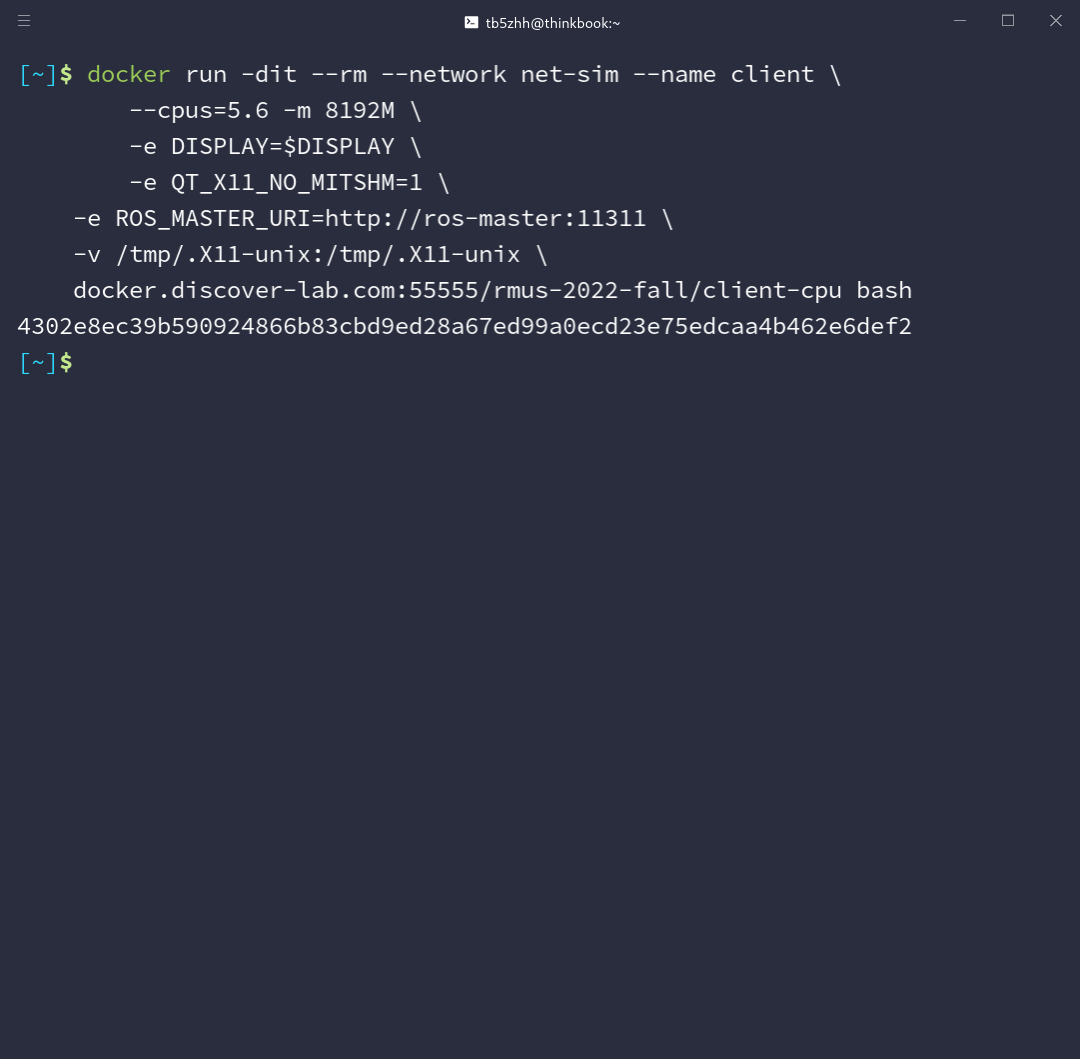 tb5zhh@thinkbook:~
[~]$ docker run -dit --rm --network net-sim --name client \
--cpus=5.6 -m 8192M \
-e DISPLAY=$DISPLAY \
-e QT_X11_NO_MITSHM=1 \
-e ROS_MASTER_URI=http://ros-master:11311 \
-v /tmp/.X11-unix:/tmp/.X11-unix \
docker.discover-lab.com:55555/rmus-2022-fall/client-cpu bash
4302e8ec39b590924866b83cbd9ed28a67ed99a0ecd23e75edcaa4b462e6def2
[~]$